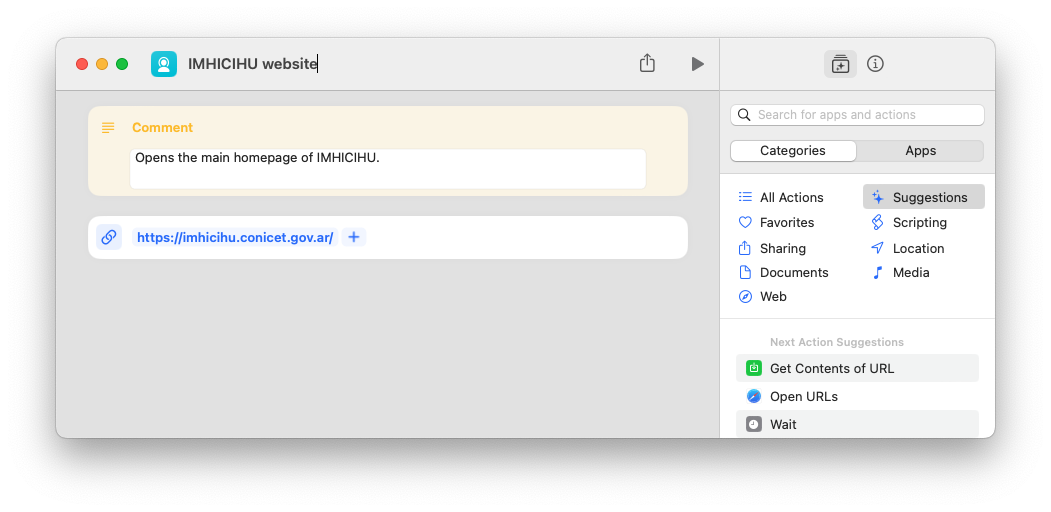 IMHICIHU website
Comment
Opens the main homepage of IMHICIHU.
https://imhicihu.conicet.gov.ar/
Search for apps and actions
Categories Apps
All Actions Suggestions
Favorites Scripting
Sharing Location
Documents Media
Web
Next Action Suggestions
Get Contents of URL
Open URLs
Wait